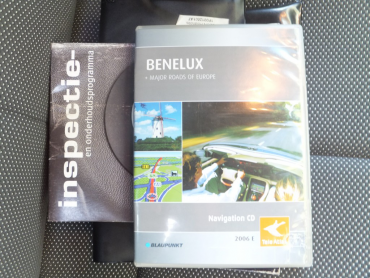 inspectie-
en onderhoudsprogramma
BENELUX
+ MAJOR ROADS OF EUROPE
Navigation CD
2006 E
BLAUPUNKT